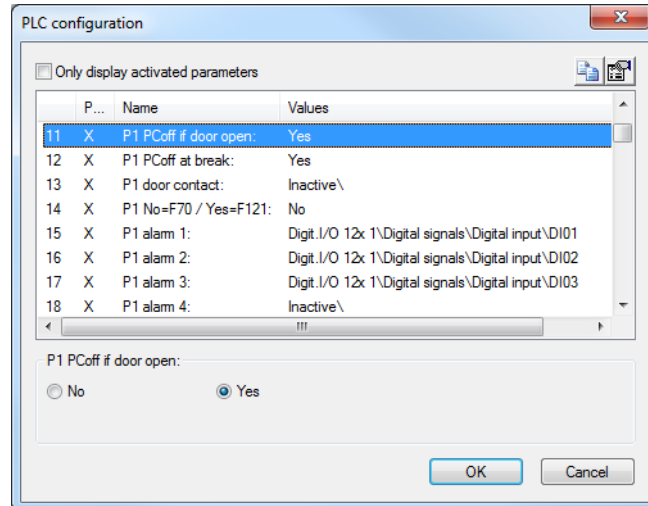 PLC configuration
Only display activated parameters
P... Name Values
11 X P1 PCoff if door open: Yes
12 X P1 PCoff at break: Yes
13 X P1 door contact: Inactive\
14 X P1 No=F70 / Yes=F121: No
15 X P1 alarm 1: Digit.I/O 12x 1\Digital signals\Digital input\DI01
16 X P1 alarm 2: Digit.I/O 12x 1\Digital signals\Digital input\DI02
17 X P1 alarm 3: Digit.I/O 12x 1\Digital signals\Digital input\DI03
18 X P1 alarm 4: Inactive\
P1 PCoff if door open:
No Yes
OK Cancel